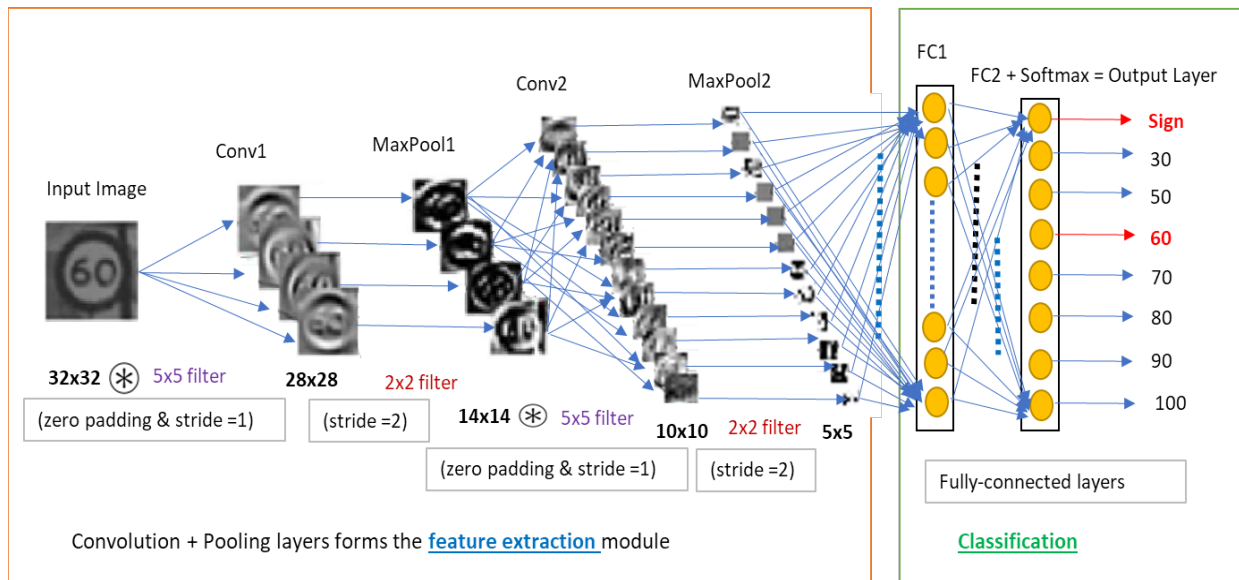 Input Image
Conv1
MaxPool1
Conv2
MaxPool2
FC1
FC2 + Softmax = Output Layer
60
Sign
30
50
60
70
80
90
100
32x32 5x5 filter
(zero padding & stride =1)
28x28
2x2 filter
(stride =2)
14x14 5x5 filter
(zero padding & stride =1)
10x10
2x2 filter
(stride =2)
5x5
Fully-connected layers
Convolution + Pooling layers forms the feature extraction module
Classification